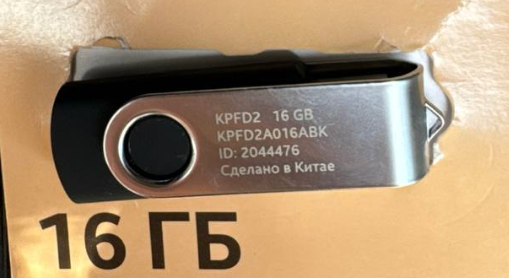 KPFD2 16 GB
KPFD2A016ABK
ID: 2044476
Сделано в Китае
16 ГБ